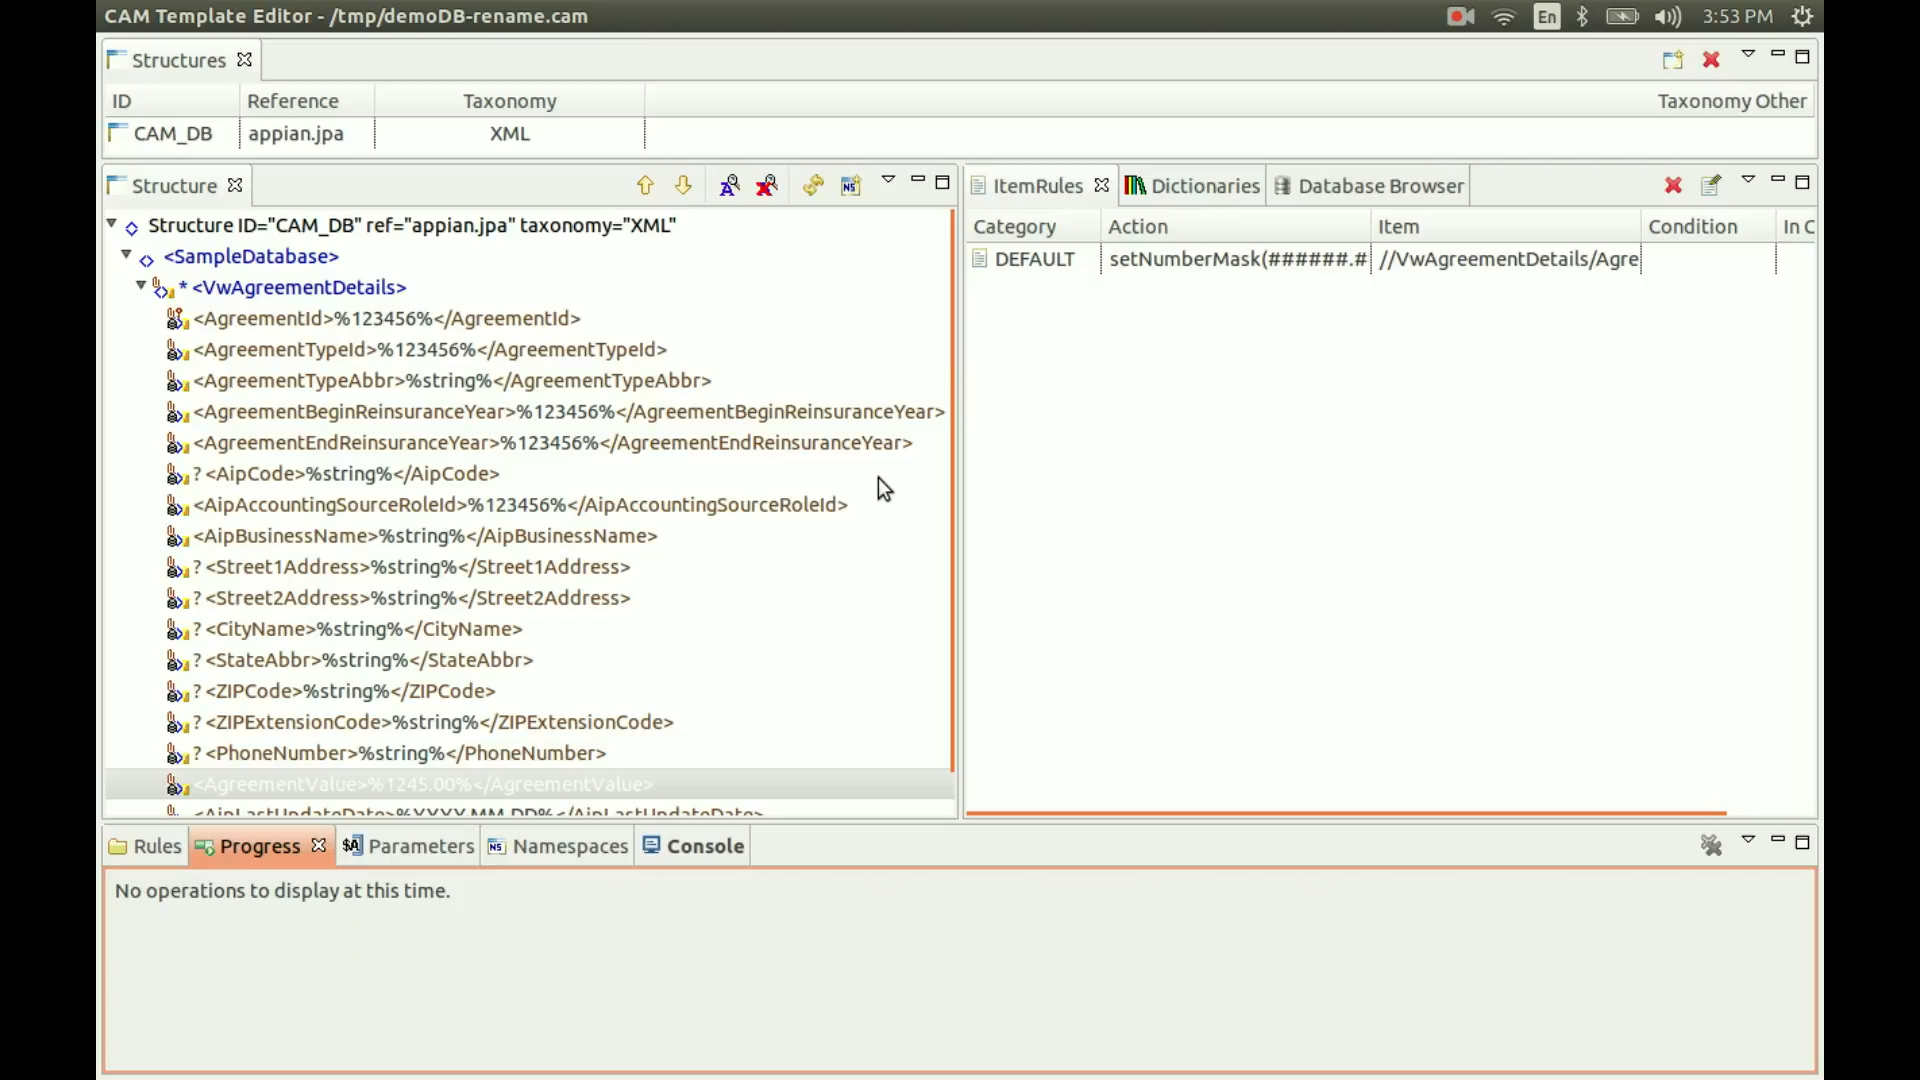 CAM Template Editor - /tmp/demoDB-rename.cam
En
3:53 PM
Structures
ID Reference Taxonomy Taxonomy Other
CAM_DB appian.jpa XML
Structure
Structure ID="CAM_DB" ref="appian.jpa" taxonomy="XML"
<SampleDatabase>
* <VwAgreementDetails>
<AgreementId>%123456%</AgreementId>
<AgreementTypeId>%123456%</AgreementTypeId>
<AgreementTypeAbbr>%string%</AgreementTypeAbbr>
<AgreementBeginReinsuranceYear>%123456%</AgreementBeginReinsuranceYear>
<AgreementEndReinsuranceYear>%123456%</AgreementEndReinsuranceYear>
? <AipCode>%string%</AipCode>
<AipAccountingSourceRoleId>%123456%</AipAccountingSourceRoleId>
<AipBusinessName>%string%</AipBusinessName>
? <Street1Address>%string%</Street1Address>
? <Street2Address>%string%</Street2Address>
? <CityName>%string%</CityName>
? <StateAbbr>%string%</StateAbbr>
? <ZIPCode>%string%</ZIPCode>
? <ZIPExtensionCode>%string%</ZIPExtensionCode>
? <PhoneNumber>%string%</PhoneNumber>
<AgreementValue>%1245.00%</AgreementValue>
<AipLastUpdateDate>%YYYY-MM-DD%</AipLastUpdateDate>
ItemRules Dictionaries Database Browser
Category Action Item Condition In C
DEFAULT setNumberMask(######.# //VwAgreementDetails/Agre
Rules Progress Parameters Namespaces Console
No operations to display at this time.